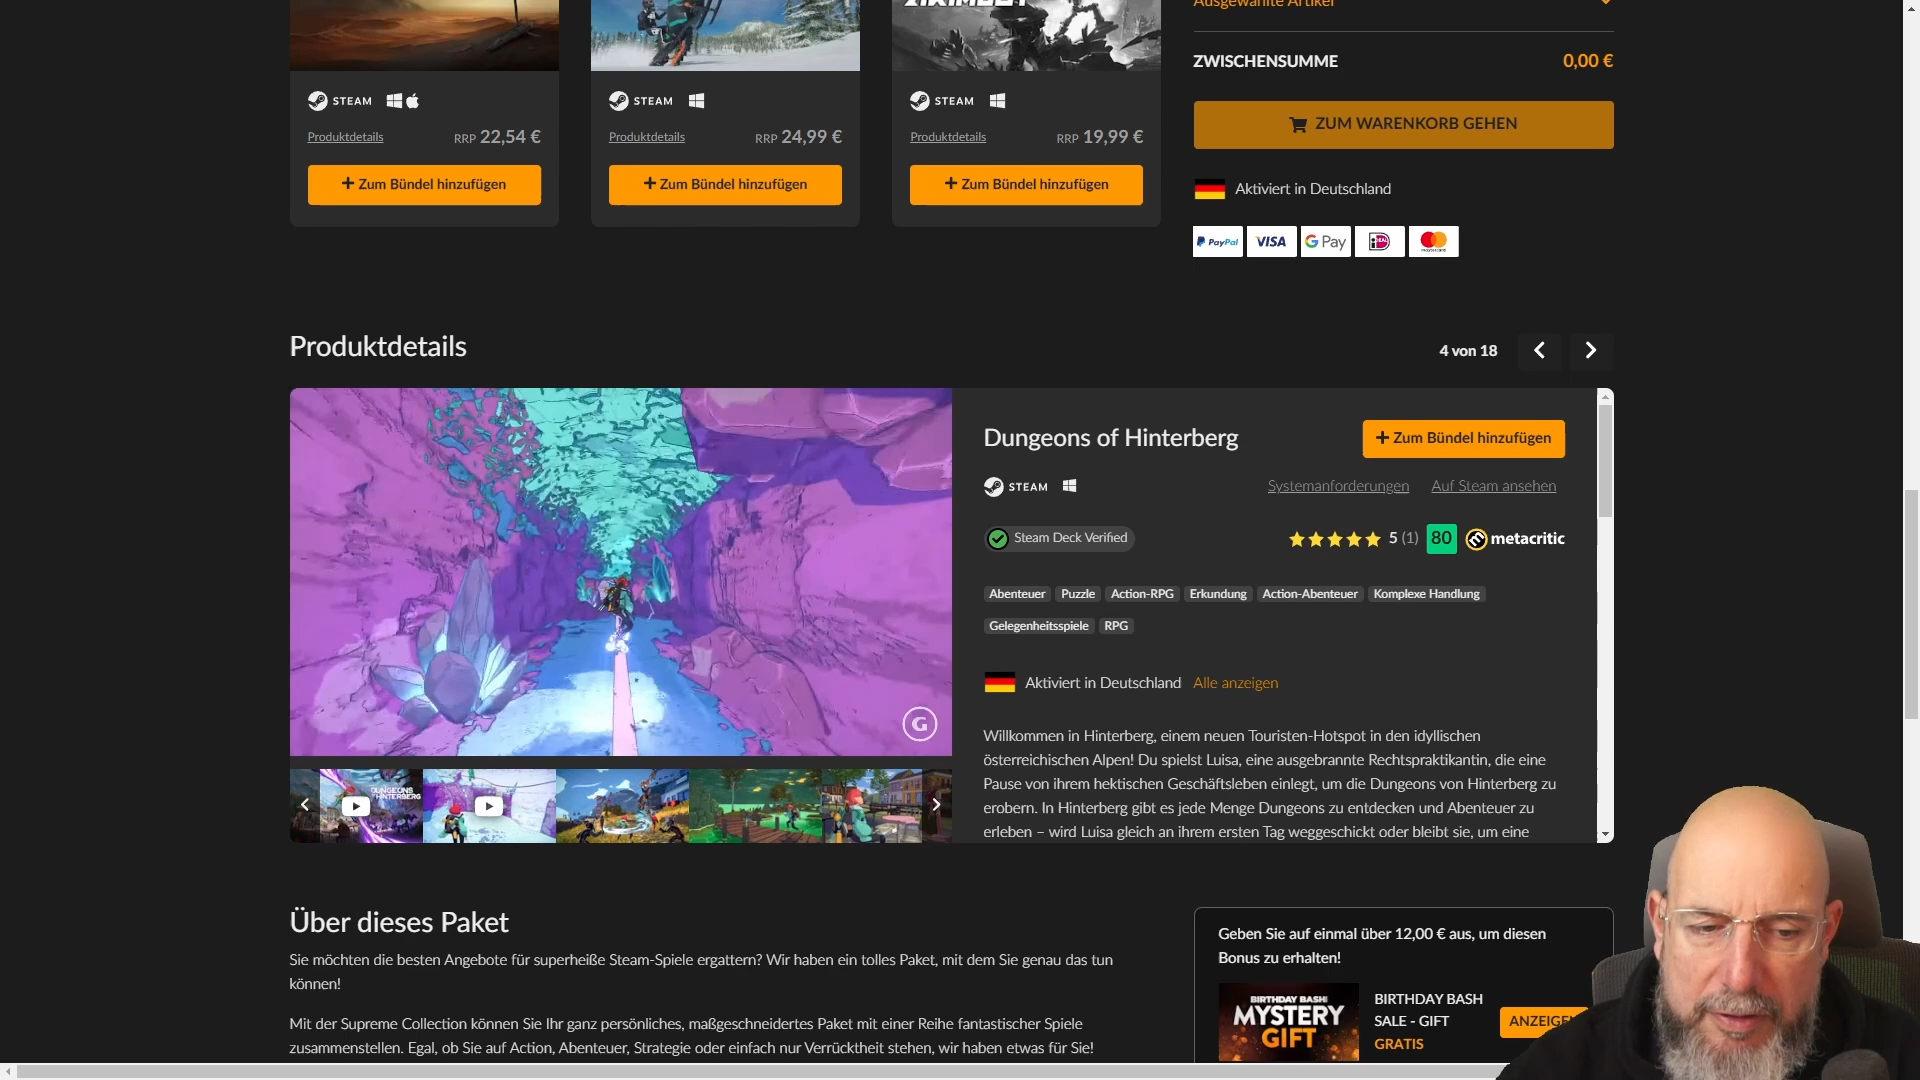 Ausgewählte Artikel
ZWISCHENSUMME 0,00 €
STEAM
STEAM
STEAM
Produktdetails RRP 22,54 €
Produktdetails RRP 24,99 €
Produktdetails RRP 19,99 €
+ Zum Bündel hinzufügen
+ Zum Bündel hinzufügen
+ Zum Bündel hinzufügen
ZUM WARENKORB GEHEN
Aktiviert in Deutschland
PayPal VISA G Pay iDEAL mastercard
Produktdetails
4 von 18
G
DUNGEONS OF HINTERBERG
Dungeons of Hinterberg
+ Zum Bündel hinzufügen
STEAM
Systemanforderungen Auf Steam ansehen
Steam Deck Verified
5 (1) 80 metacritic
Abenteuer Puzzle Action-RPG Erkundung Action-Abenteuer Komplexe Handlung
Gelegenheitsspiele RPG
Aktiviert in Deutschland Alle anzeigen
Willkommen in Hinterberg, einem neuen Touristen-Hotspot in den idyllischen
österreichischen Alpen! Du spielst Luisa, eine ausgebrannte Rechtspraktikantin, die eine
Pause von ihrem hektischen Geschäftsleben einlegt, um die Dungeons von Hinterberg zu
erobern. In Hinterberg gibt es jede Menge Dungeons zu entdecken und Abenteuer zu
erleben – wird Luisa gleich an ihrem ersten Tag weggeschickt oder bleibt sie, um eine
Über dieses Paket
Sie möchten die besten Angebote für superheiße Steam-Spiele ergattern? Wir haben ein tolles Paket, mit dem Sie genau das tun
können!
Mit der Supreme Collection können Sie Ihr ganz persönliches, maßgeschneidertes Paket mit einer Reihe fantastischer Spiele
zusammenstellen. Egal, ob Sie auf Action, Abenteuer, Strategie oder einfach nur Verrücktheit stehen, wir haben etwas für Sie!
Geben Sie auf einmal über 12,00 € aus, um diesen
Bonus zu erhalten!
BIRTHDAY BASH
MYSTERY
GIFT
BIRTHDAY BASH
SALE - GIFT
GRATIS
ANZEIGEN